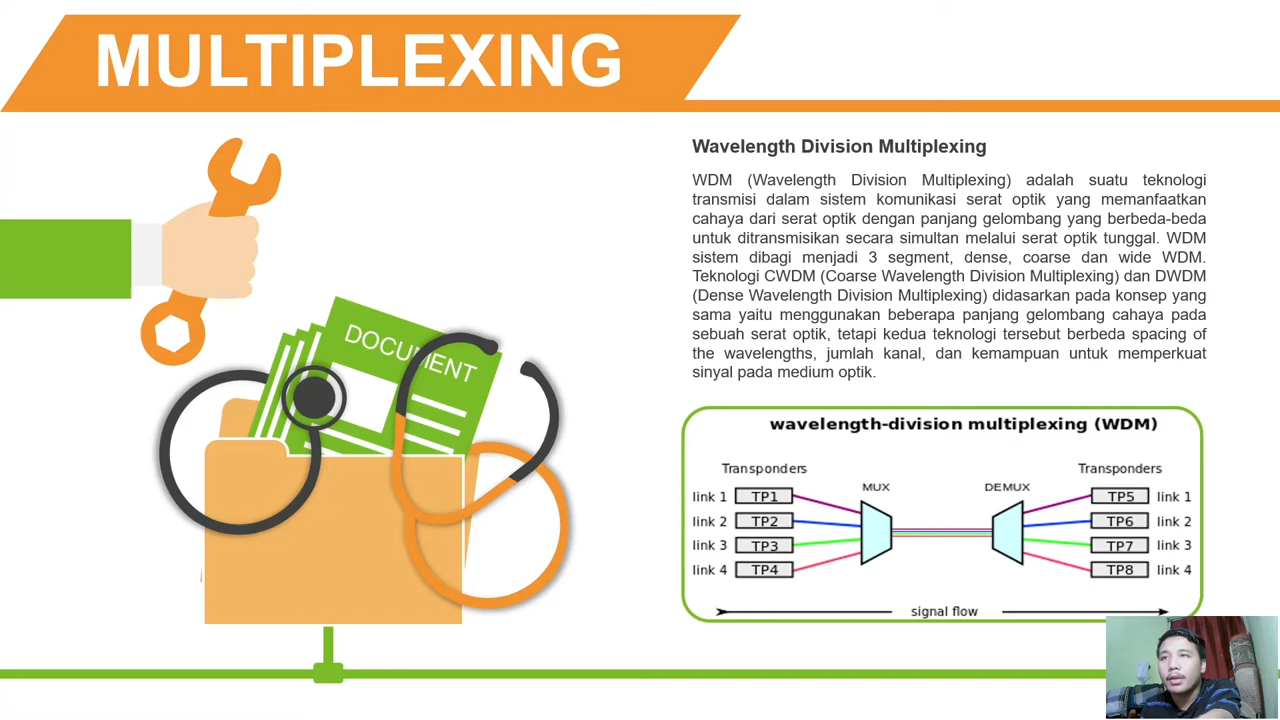 MULTIPLEXING
Wavelength Division Multiplexing
WDM (Wavelength Division Multiplexing) adalah suatu teknologi
transmisi dalam sistem komunikasi serat optik yang memanfaatkan
cahaya dari serat optik dengan panjang gelombang yang berbeda-beda
untuk ditransmisikan secara simultan melalui serat optik tunggal. WDM
sistem dibagi menjadi 3 segment, dense, coarse dan wide WDM.
Teknologi CWDM (Coarse Wavelength Division Multiplexing) dan DWDM
(Dense Wavelength Division Multiplexing) didasarkan pada konsep yang
sama yaitu menggunakan beberapa panjang gelombang cahaya pada
sebuah serat optik, tetapi kedua teknologi tersebut berbeda spacing of
the wavelengths, jumlah kanal, dan kemampuan untuk memperkuat
sinyal pada medium optik.
DOCUMENT
wavelength-division multiplexing (WDM)
Transponders Transponders
MUX DEMUX
link 1 TP1 TP5 link 1
link 2 TP2 TP6 link 2
link 3 TP3 TP7 link 3
link 4 TP4 TP8 link 4
signal flow